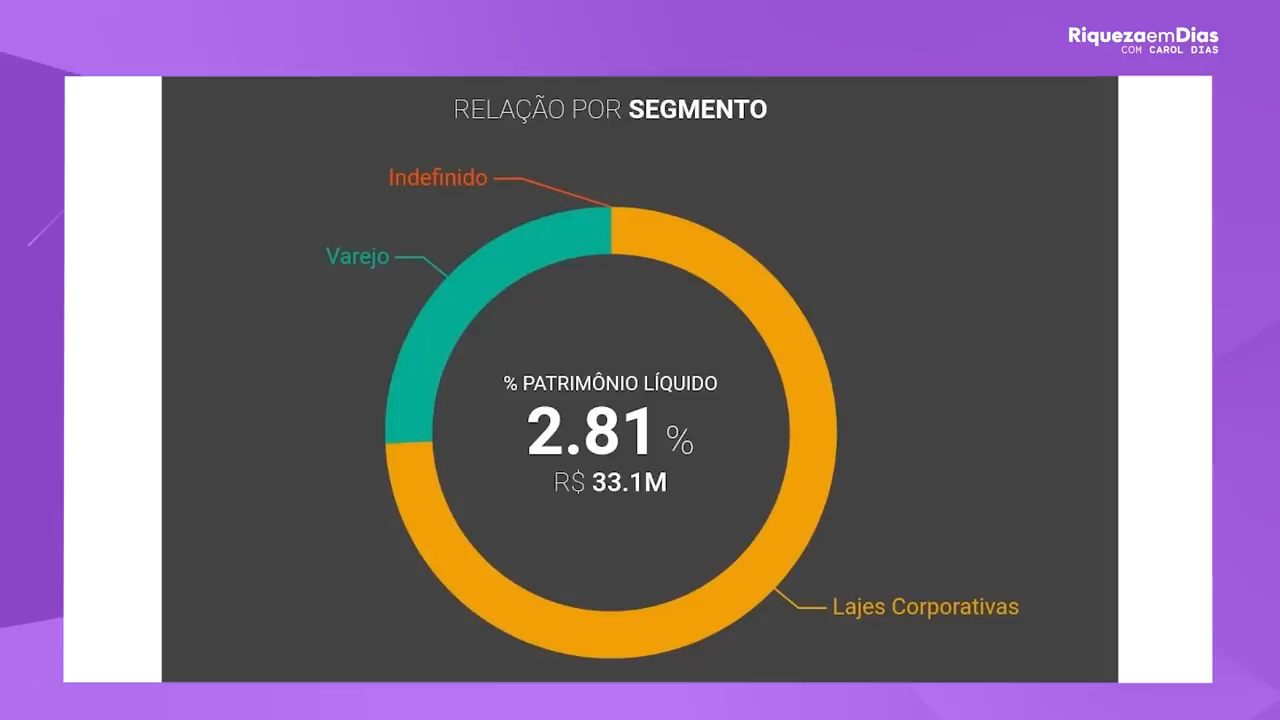 RiquezaemDias
COM CAROL DIAS
RELAÇÃO POR SEGMENTO
Indefinido
Varejo
% PATRIMÔNIO LÍQUIDO
2.81 %
R$ 33.1M
Lajes Corporativas